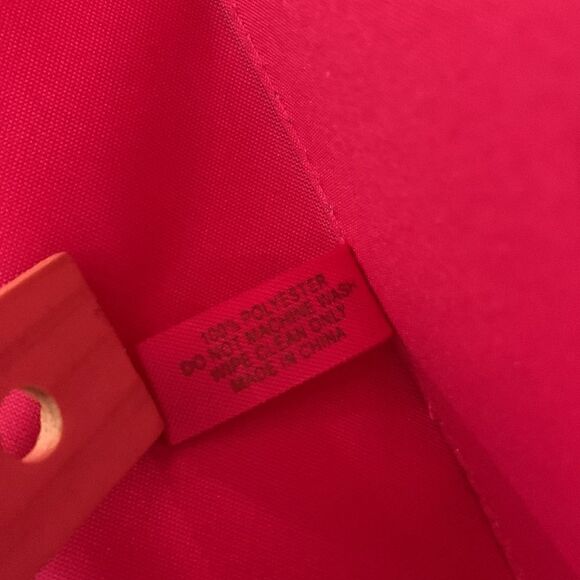 100% POLYESTER
DO NOT MACHINE WASH
WIPE CLEAN ONLY
MADE IN CHINA